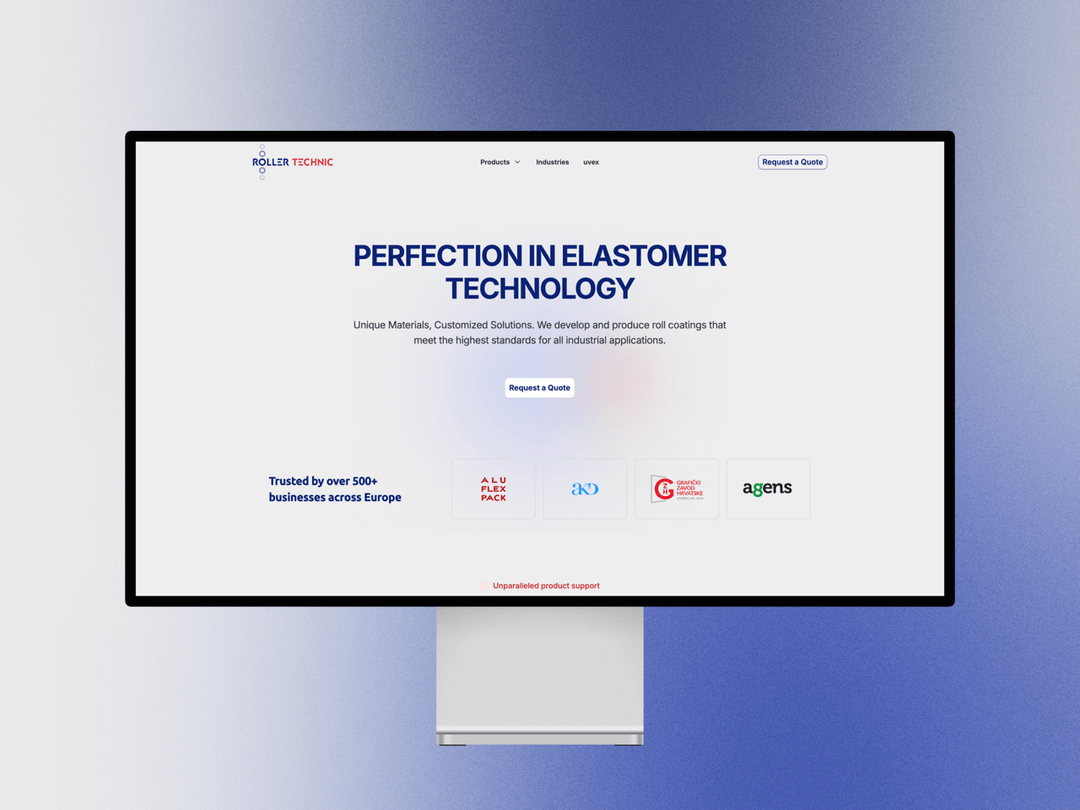 ROLLER TECHNIC
Products
Industries
uvex
Request a Quote
PERFECTION IN ELASTOMER
TECHNOLOGY
Unique Materials, Customized Solutions. We develop and produce roll coatings that
meet the highest standards for all industrial applications.
Request a Quote
Trusted by over 500+
businesses across Europe
ALU
FLEX
PACK
akd
GZH
GRAFIČKI
ZAVOD
HRVATSKE
agens
Unparalleled product support